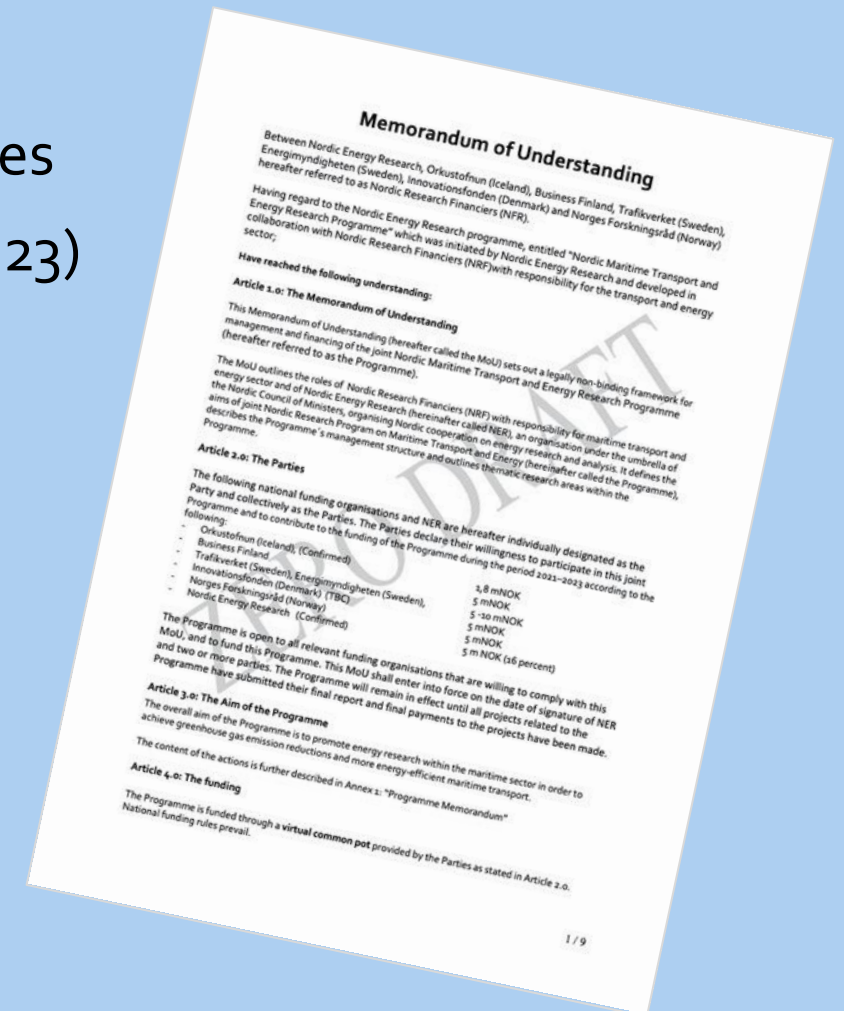 es
23)
Memorandum of Understanding
Between Nordic Energy Research, Orkustofnun (Iceland), Business Finland, Trafikverket (Sweden),
Energimyndigheten (Sweden), Innovationsfonden (Denmark) and Norges Forskningsråd (Norway)
hereafter referred to as Nordic Research Financiers (NFR).
Having regard to the Nordic Energy Research programme, entitled "Nordic Maritime Transport and
Energy Research Programme" which was initiated by Nordic Energy Research and developed in
collaboration with Nordic Research Financiers (NRF)with responsibility for the transport and energy
sector;
Have reached the following understanding:
Article 1.0: The Memorandum of Understanding
This Memorandum of Understanding (hereafter called the MoU) sets out a legally non-binding framework for
management and financing of the joint Nordic Maritime Transport and Energy Research Programme
(hereafter referred to as the Programme).
The MoU outlines the roles of Nordic Research Financiers (NRF) with responsibility for maritime transport and
energy sector and of Nordic Energy Research (hereinafter called NER), an organisation under the umbrella of
the Nordic Council of Ministers, organising Nordic cooperation on energy research and analysis. It defines the
aims of joint Nordic Research Program on Maritime Transport and Energy (hereinafter called the Programme),
describes the Programme´s management structure and outlines thematic research areas within the
Programme.
Article 2.0: The Parties
The following national funding organisations and NER are hereafter individually designated as the
Party and collectively as the Parties. The Parties declare their willingness to participate in this joint
Programme and to contribute to the funding of the Programme during the period 2021–2023 according to the
following:
- Orkustofnun (Iceland), (Confirmed) 1,8 mNOK
- Business Finland 5 mNOK
- Trafikverket (Sweden), Energimyndigheten (Sweden), 5 -10 mNOK
- Innovationsfonden (Denmark) (TBC) 5 mNOK
- Norges Forskningsråd (Norway) 5 mNOK
- Nordic Energy Research (Confirmed) 5 m NOK (16 percent)
The Programme is open to all relevant funding organisations that are willing to comply with this
MoU, and to fund this Programme. This MoU shall enter into force on the date of signature of NER
and two or more parties. The Programme will remain in effect until all projects related to the
Programme have submitted their final report and final payments to the projects have been made.
Article 3.0: The Aim of the Programme
The overall aim of the Programme is to promote energy research within the maritime sector in order to
achieve greenhouse gas emission reductions and more energy-efficient maritime transport.
The content of the actions is further described in Annex 1: "Programme Memorandum"
Article 4.0: The funding
The Programme is funded through a virtual common pot provided by the Parties as stated in Article 2.0.
National funding rules prevail.
ZERO DRAFT
1 / 9